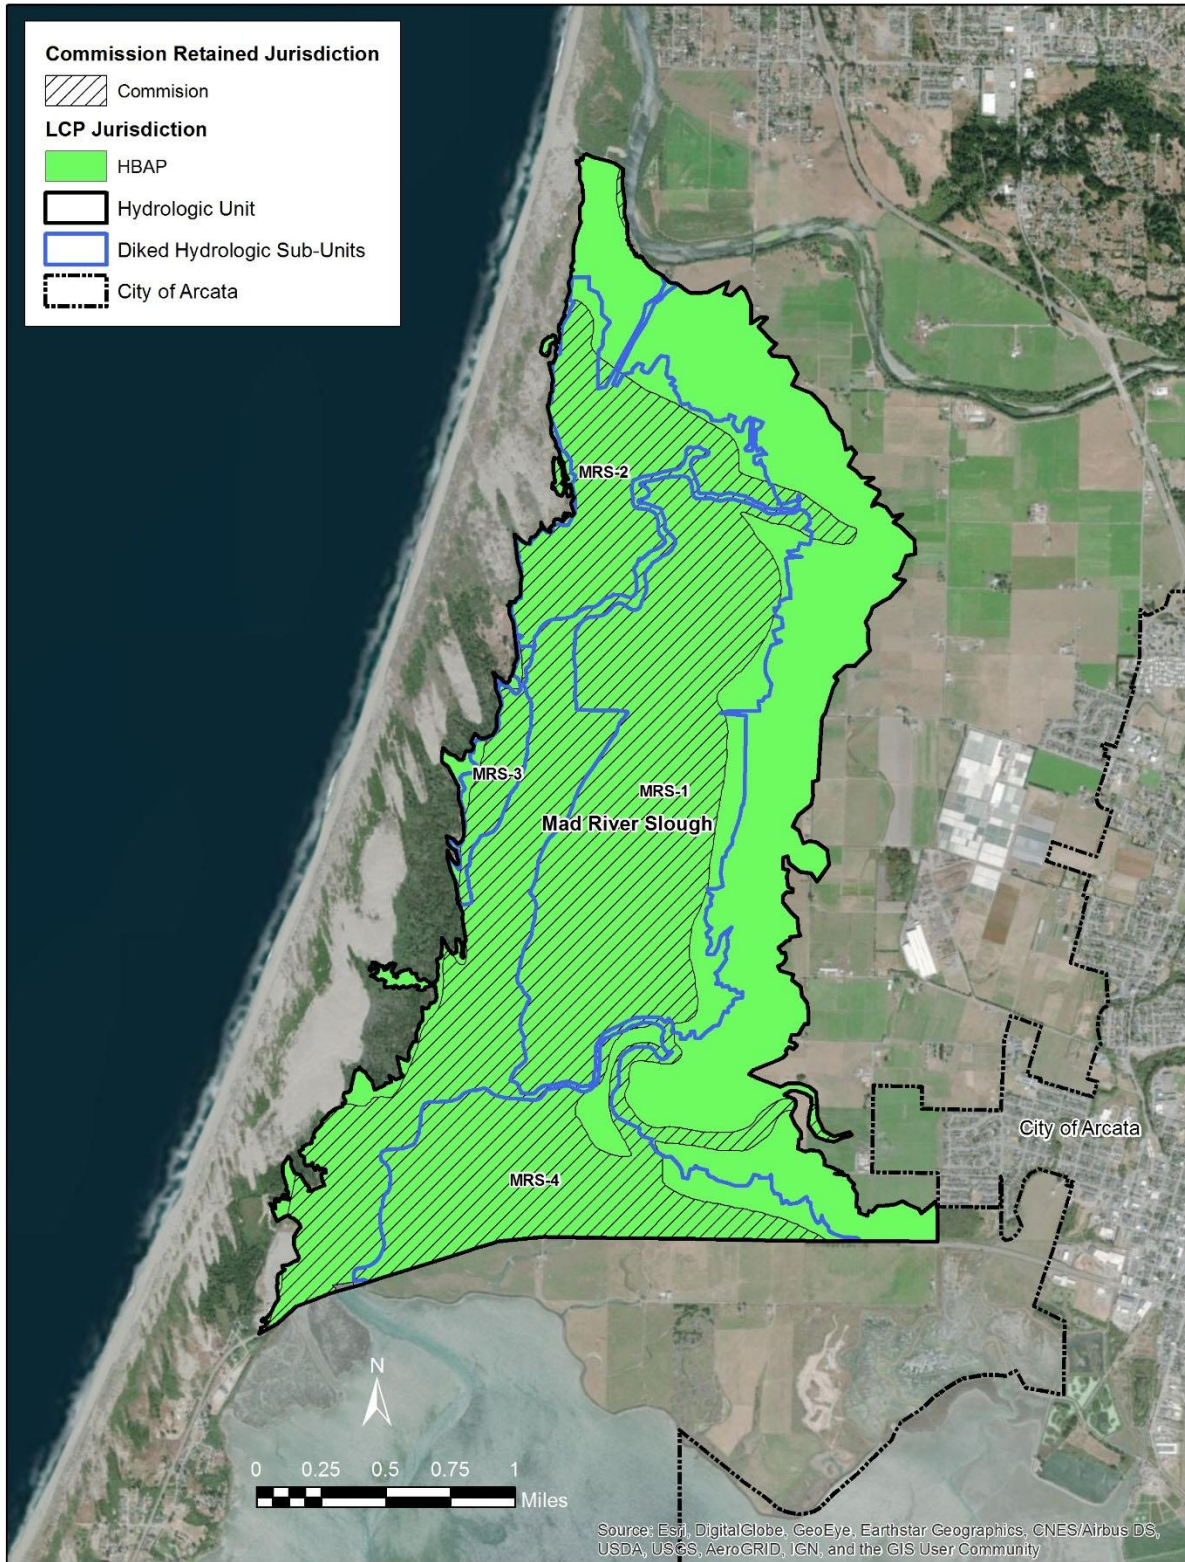 Commission Retained Jurisdiction
Commision
LCP Jurisdiction
HBAP
Hydrologic Unit
Diked Hydrologic Sub-Units
City of Arcata
MRS-2
MRS-3
MRS-1
Mad River Slough
City of Arcata
MRS-4
N
0 0.25 0.5 0.75 1
Miles
Source: Esri, DigitalGlobe, GeoEye, Earthstar Geographics, CNES/Airbus DS,
USDA, USGS, AeroGRID, IGN, and the GIS User Community